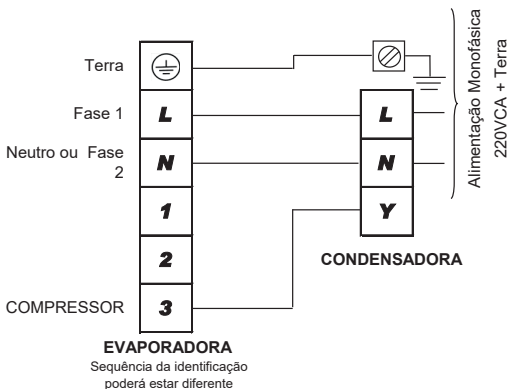 Terra
Fase 1
L
L
Neutro ou Fase
2
N
N
1
Y
2
CONDENSADORA
COMPRESSOR
3
EVAPORADORA
Sequência da identificação
poderá estar diferente
Alimentação Monofásica
220VCA + Terra